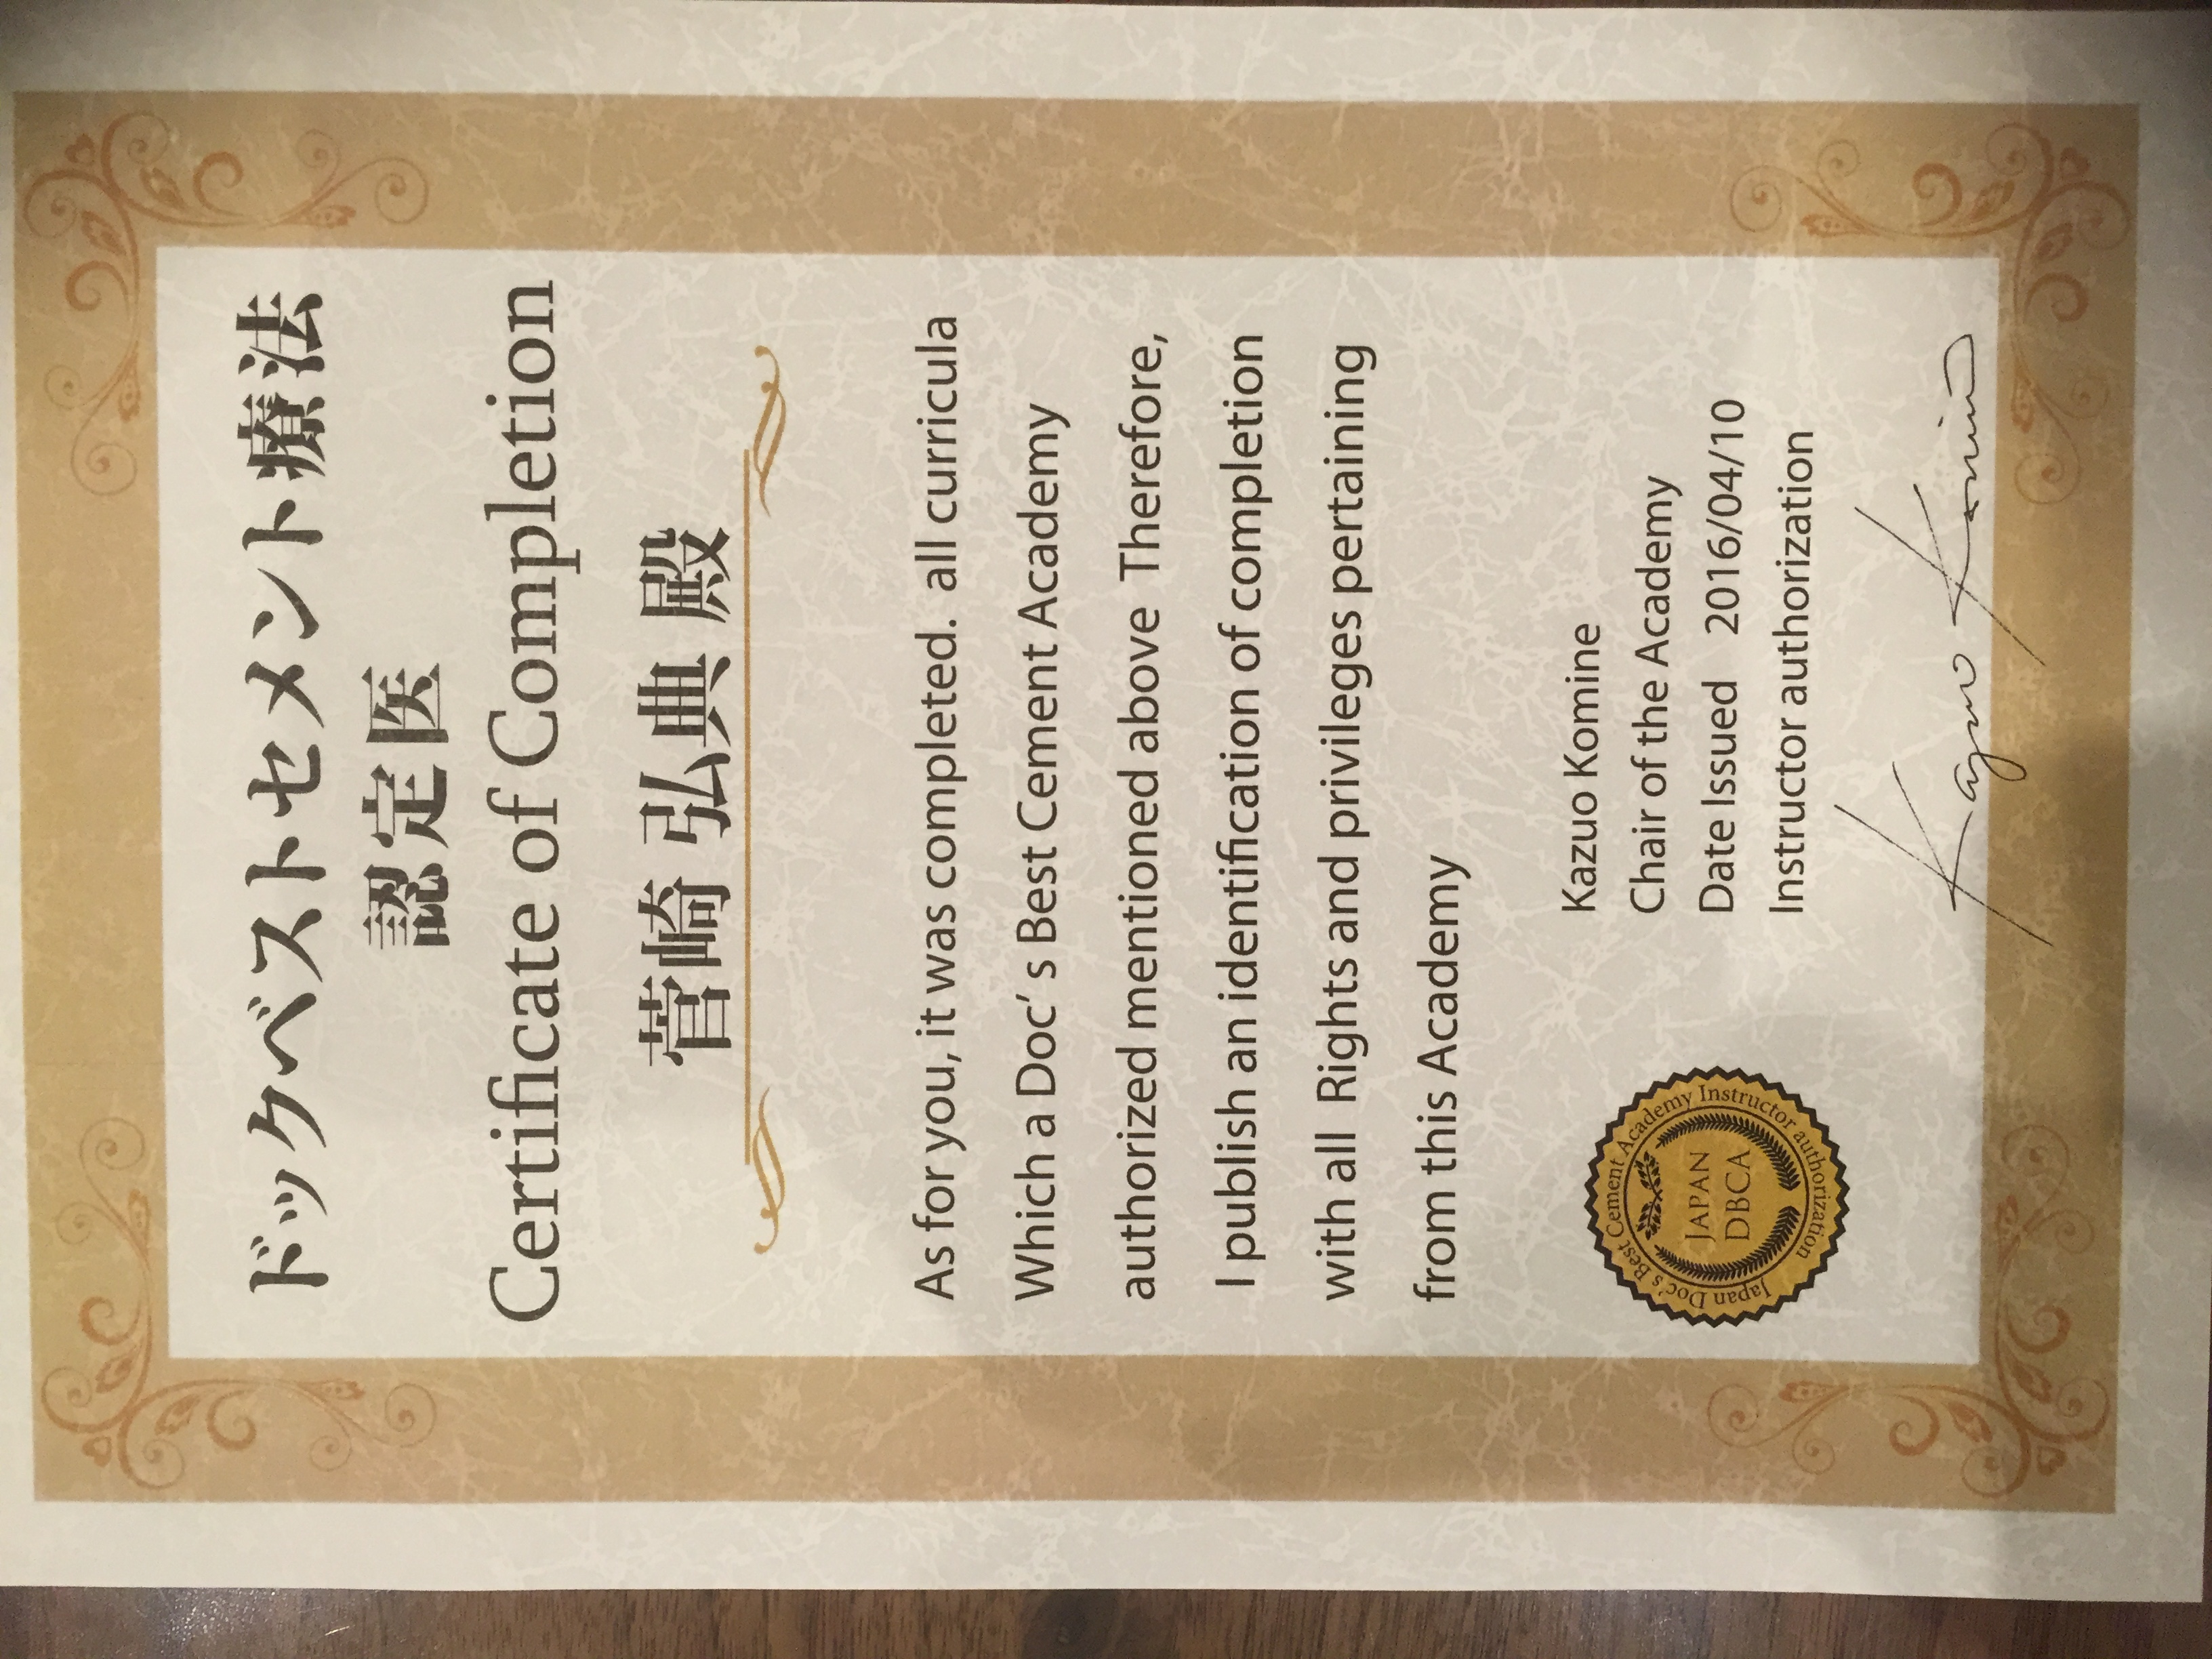 ドックベストセメント療法
認定医
Certificate of Completion
菅崎 弘典 殿
As for you, it was completed. all curricula
Which a Doc's Best Cement Academy
authorized mentioned above Therefore,
I publish an identification of completion
with all Rights and privileges pertaining
from this Academy
Kazuo Komine
Chair of the Academy
Date Issued 2016/04/10
Instructor authorization
Kazuo Komine
Japan Doc's Best Cement Academy Instructor authorization
JAPAN
DBCA